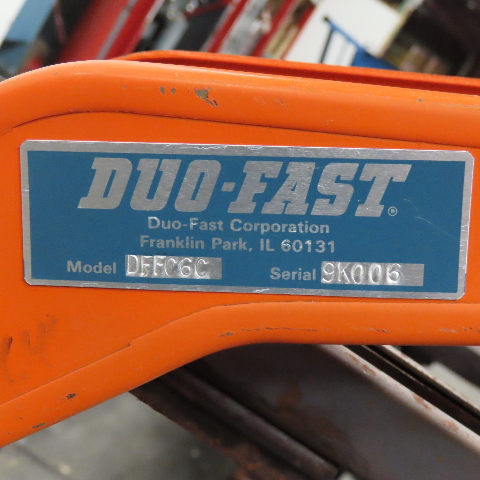 DUO-FAST®
Duo-Fast Corporation
Franklin Park, IL 60131
Model DFFC6C Serial 9K006